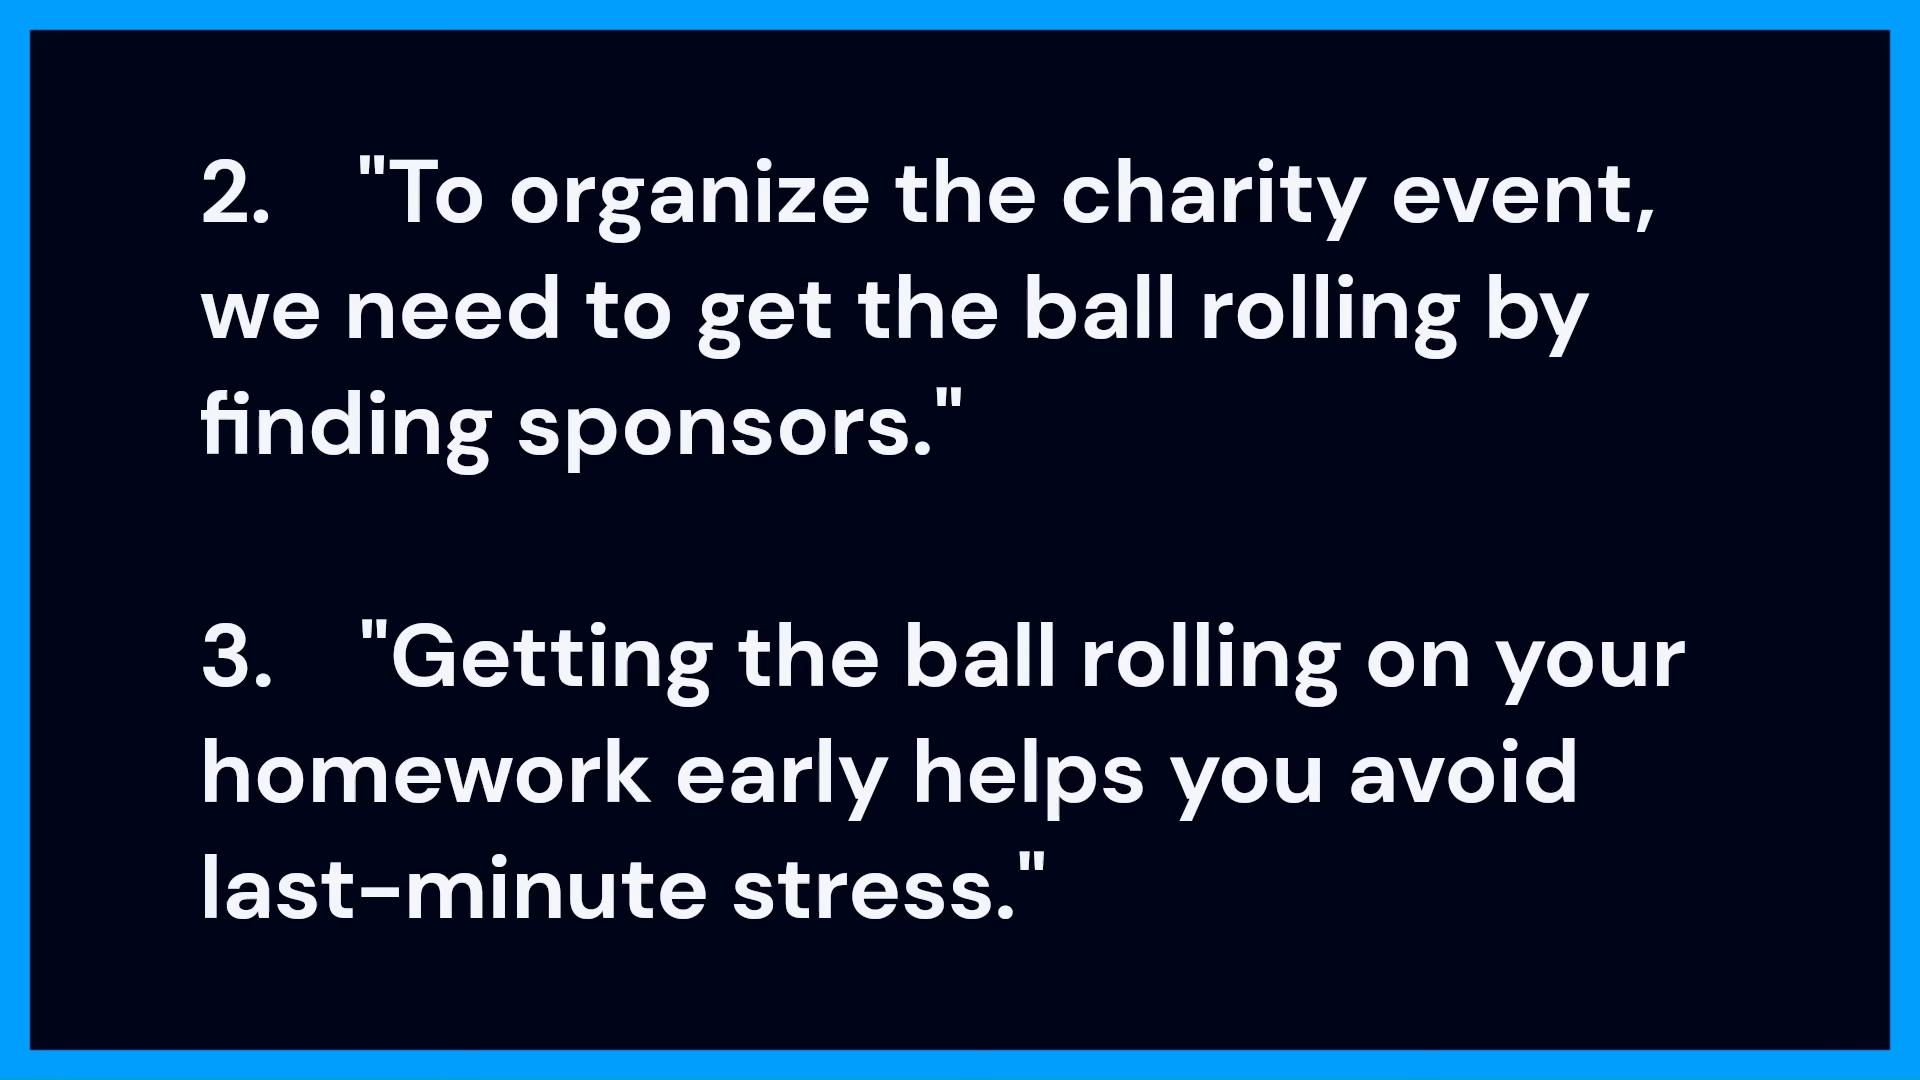 2. "To organize the charity event,
we need to get the ball rolling by
finding sponsors."
3. "Getting the ball rolling on your
homework early helps you avoid
last-minute stress."